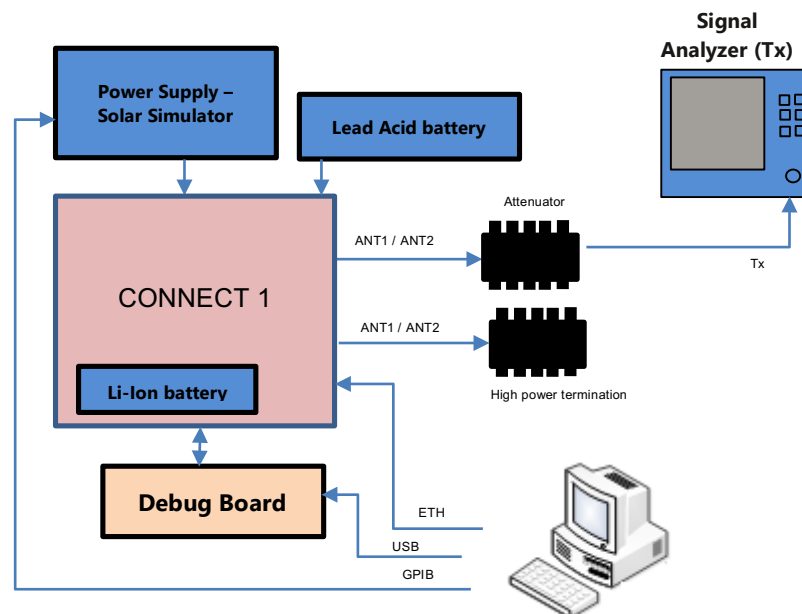 Signal
Analyzer (Tx)
Power Supply –
Solar Simulator
Lead Acid battery
Attenuator
ANT1 / ANT2
Tx
CONNECT 1
ANT1 / ANT2
Li-Ion battery
High power termination
Debug Board
ETH
USB
GPIB